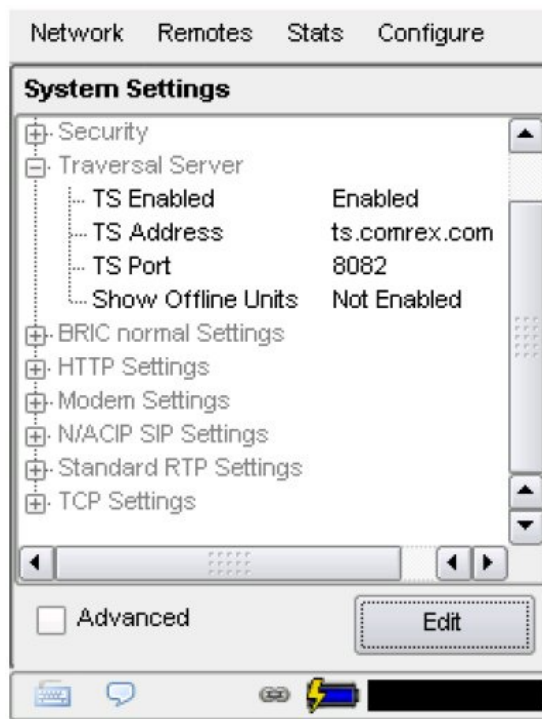 Network Remotes Stats Configure
System Settings
Security
Traversal Server
TS Enabled Enabled
TS Address ts.comrex.com
TS Port 8082
Show Offline Units Not Enabled
BRIC normal Settings
HTTP Settings
Modem Settings
N/ACIP SIP Settings
Standard RTP Settings
TCP Settings
Advanced Edit